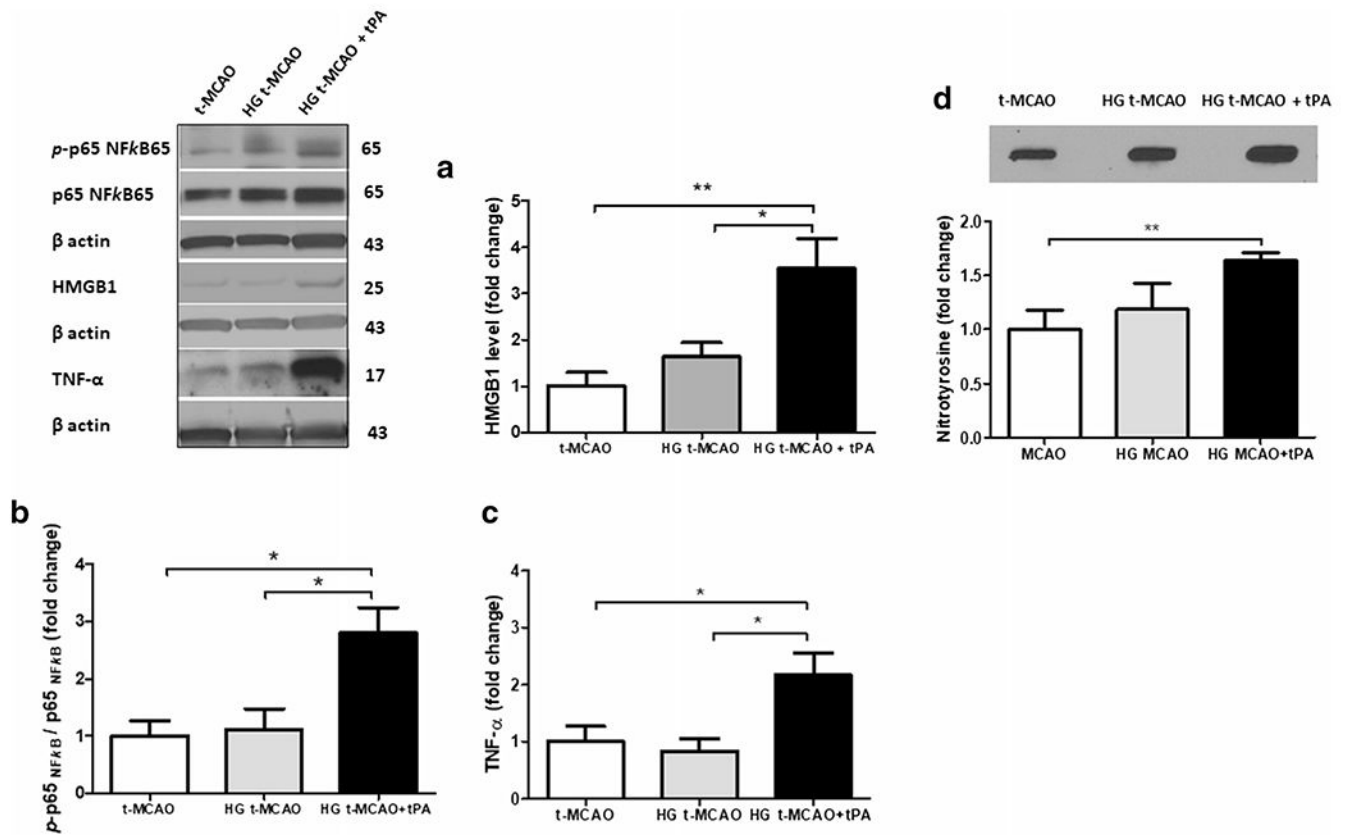 t-MCAO
HG t-MCAO
HG t-MCAO + tPA
p-p65 NFkB65 65
p65 NFkB65 65
β actin 43
HMGB1 25
β actin 43
TNF-α 17
β actin 43
a
HMGB1 level (fold change)
5
4
3
2
1
0
**
*
t-MCAO HG t-MCAO HG t-MCAO + tPA
d
t-MCAO HG t-MCAO HG t-MCAO + tPA
Nitrotyrosine (fold change)
2.0
1.5
1.0
0.5
0.0
**
MCAO HG MCAO HG MCAO+tPA
b
p-p65 NFkB / p65 NFkB (fold change)
4
3
2
1
0
*
*
t-MCAO HG t-MCAO HG t-MCAO+tPA
c
TNF-α (fold change)
4
3
2
1
0
*
*
t-MCAO HG t-MCAO HG t-MCAO+tPA